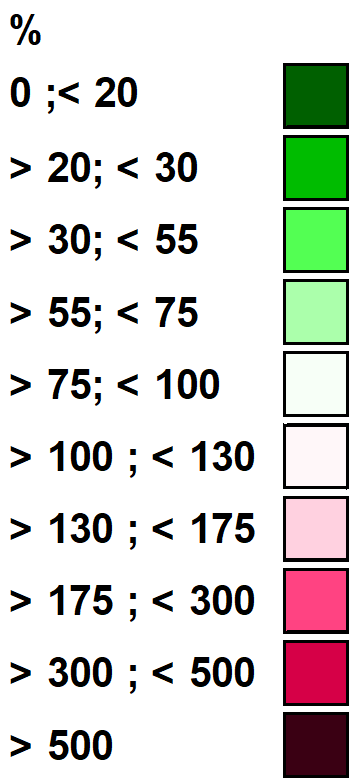 %
0 ;< 20
> 20; < 30
> 30; < 55
> 55; < 75
> 75; < 100
> 100 ; < 130
> 130 ; < 175
> 175 ; < 300
> 300 ; < 500
> 500